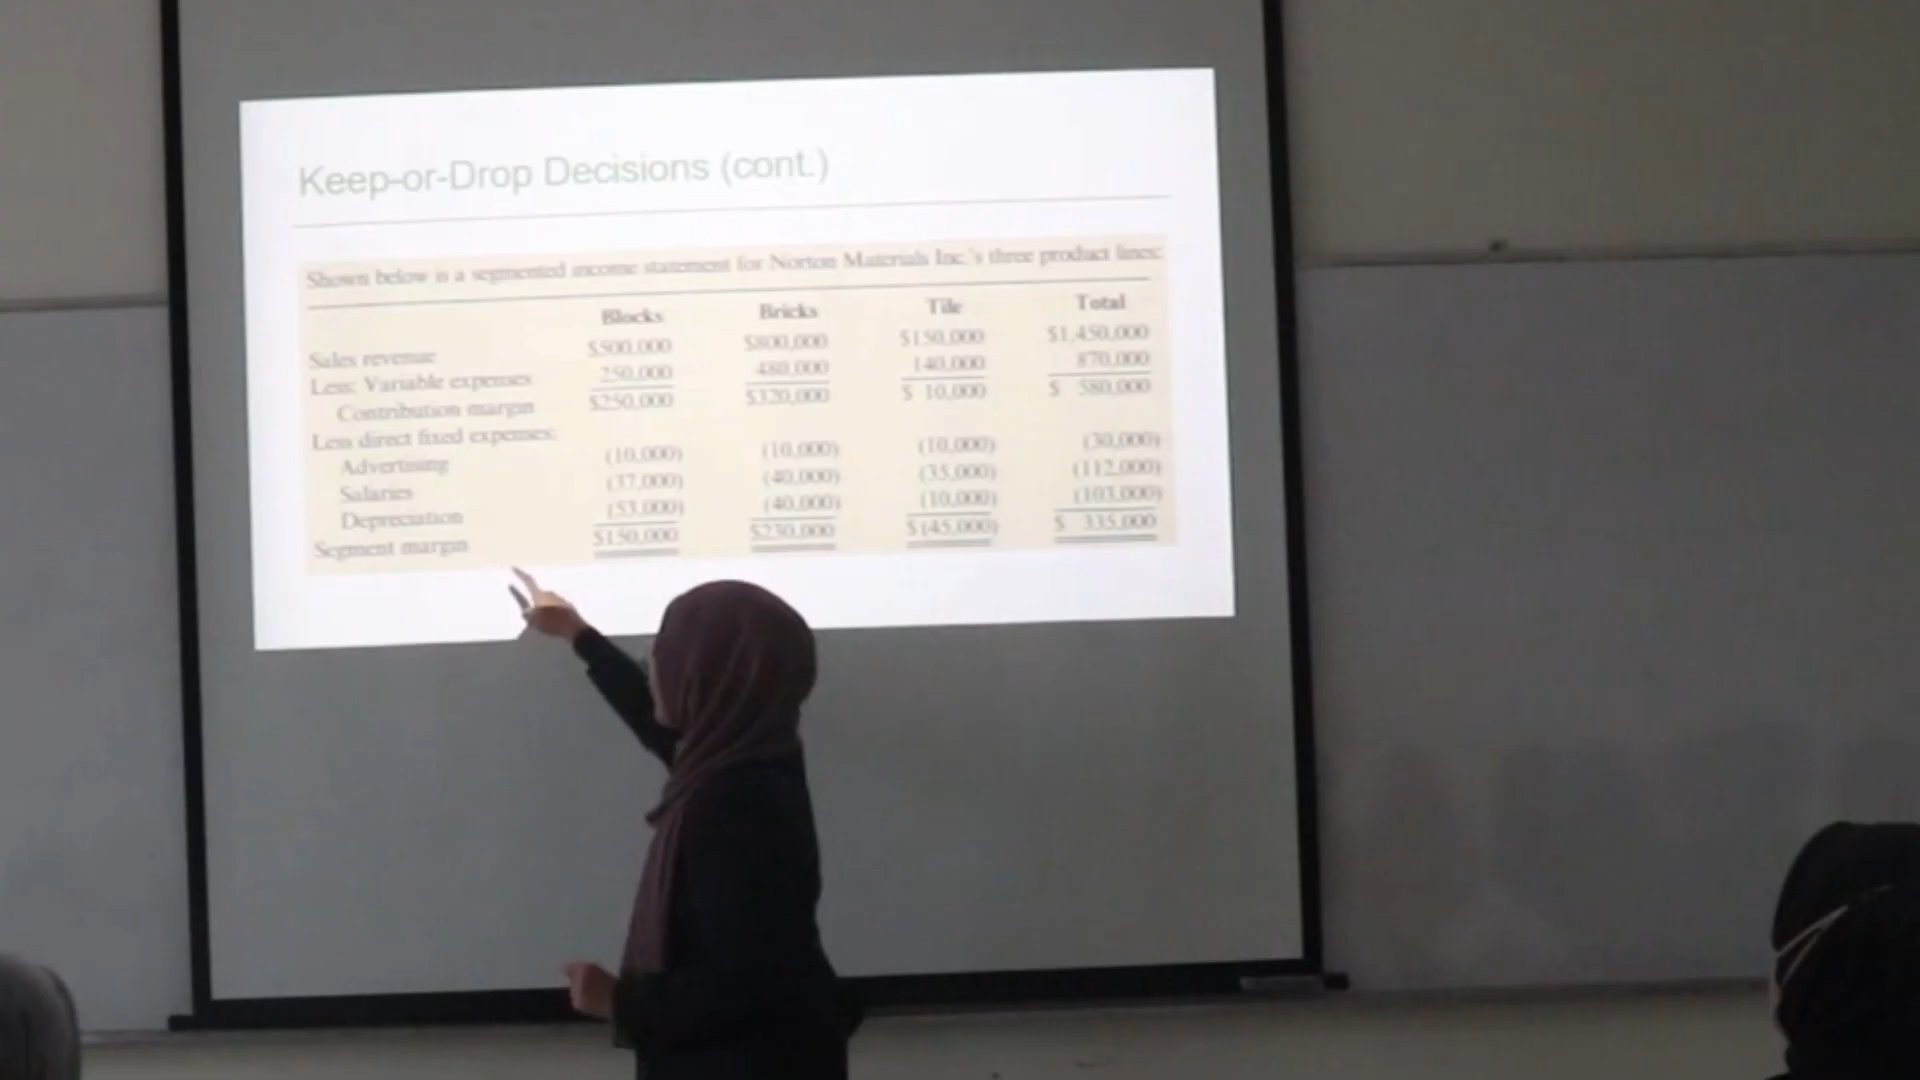 Keep-or-Drop Decisions (cont.)
Shown below is a segmented income statement for Norton Materials Inc.'s three product lines:
Blocks Bricks Tile Total
Sales revenue $500,000 $800,000 $150,000 $1,450,000
Less: Variable expenses 250,000 480,000 140,000 870,000
Contribution margin $250,000 $320,000 $ 10,000 $ 580,000
Less direct fixed expenses:
Advertising (10,000) (10,000) (10,000) (30,000)
Salaries (37,000) (40,000) (35,000) (112,000)
Depreciation (53,000) (40,000) (10,000) (103,000)
Segment margin $150,000 $230,000 $(45,000) $ 335,000